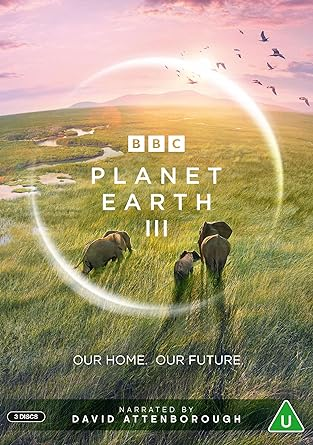 BBC
PLANET
EARTH
III
OUR HOME. OUR FUTURE.
3 DISCS
NARRATED BY
DAVID ATTENBOROUGH
U